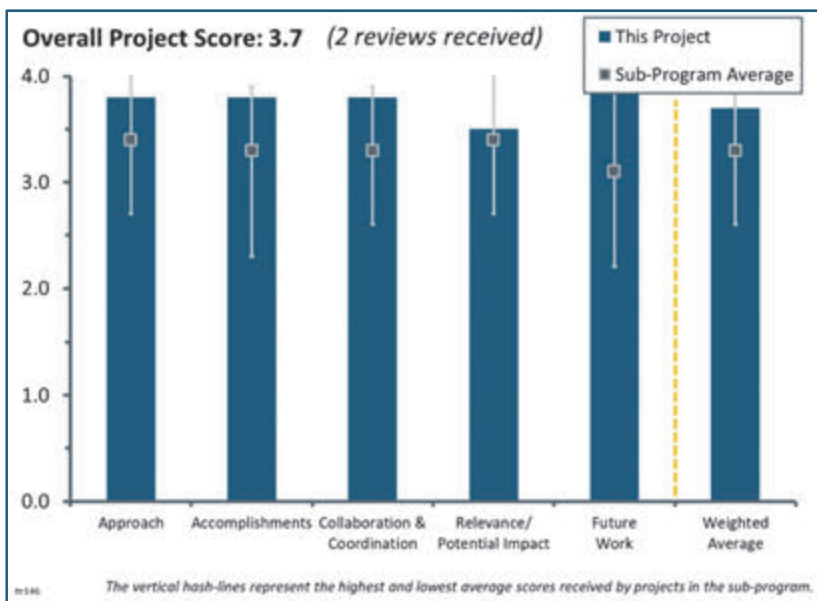 Overall Project Score: 3.7 (2 reviews received)
This Project
Sub-Program Average
4.0
3.0
2.0
1.0
0.0
Approach
Accomplishments
Collaboration &
Coordination
Relevance/
Potential Impact
Future
Work
Weighted
Average
The vertical hash-lines represent the highest and lowest average scores received by projects in the sub-program.